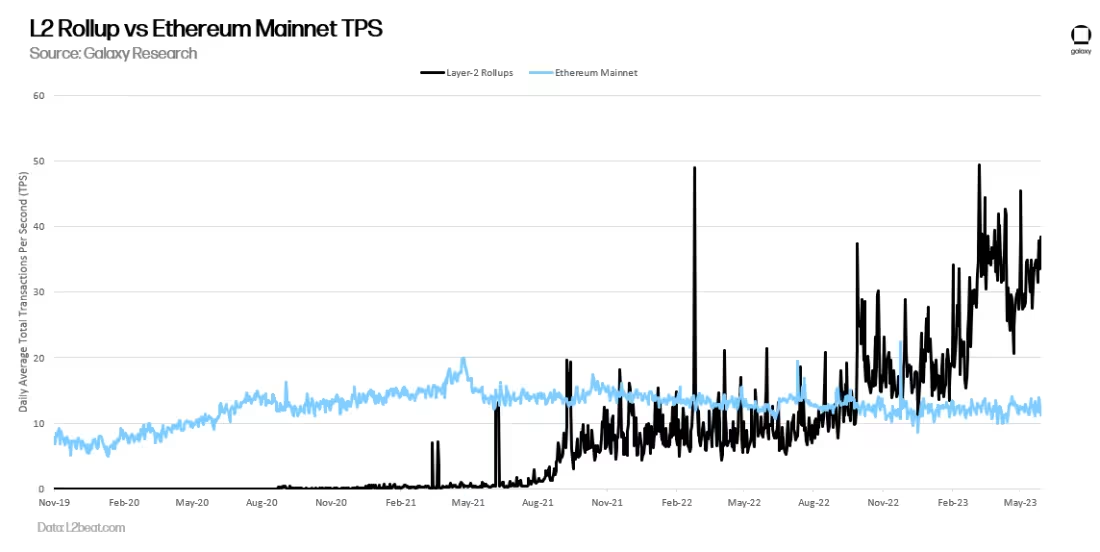 L2 Rollup vs Ethereum Mainnet TPS
Source: Galaxy Research
galaxy
Layer-2 Rollups Ethereum Mainnet
Daily Average Total Transactions Per Second (TPS)
60
50
40
30
20
10
0
Nov-19 Feb-20 May-20 Aug-20 Nov-20 Feb-21 May-21 Aug-21 Nov-21 Feb-22 May-22 Aug-22 Nov-22 Feb-23 May-23
Data: L2beat.com